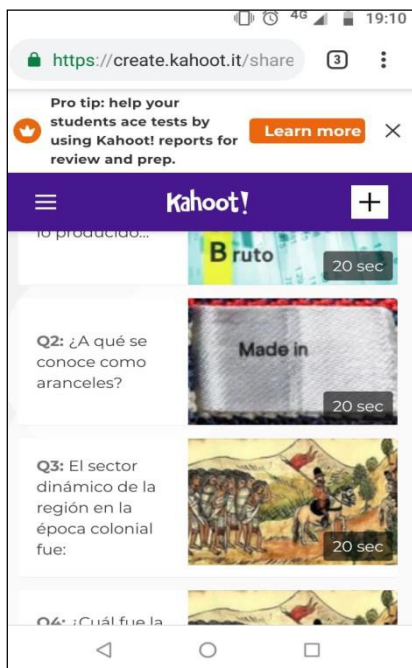 4G 19:10
https://create.kahoot.it/share 3
Pro tip: help your
students ace tests by
using Kahoot! reports for
review and prep.
Learn more
Kahoot!
lo producido...
Bruto
20 sec
Q2: ¿A qué se
conoce como
aranceles?
Made in
20 sec
Q3: El sector
dinámico de la
región en la
época colonial
fue:
20 sec
Q4: ¿Cuál fue la